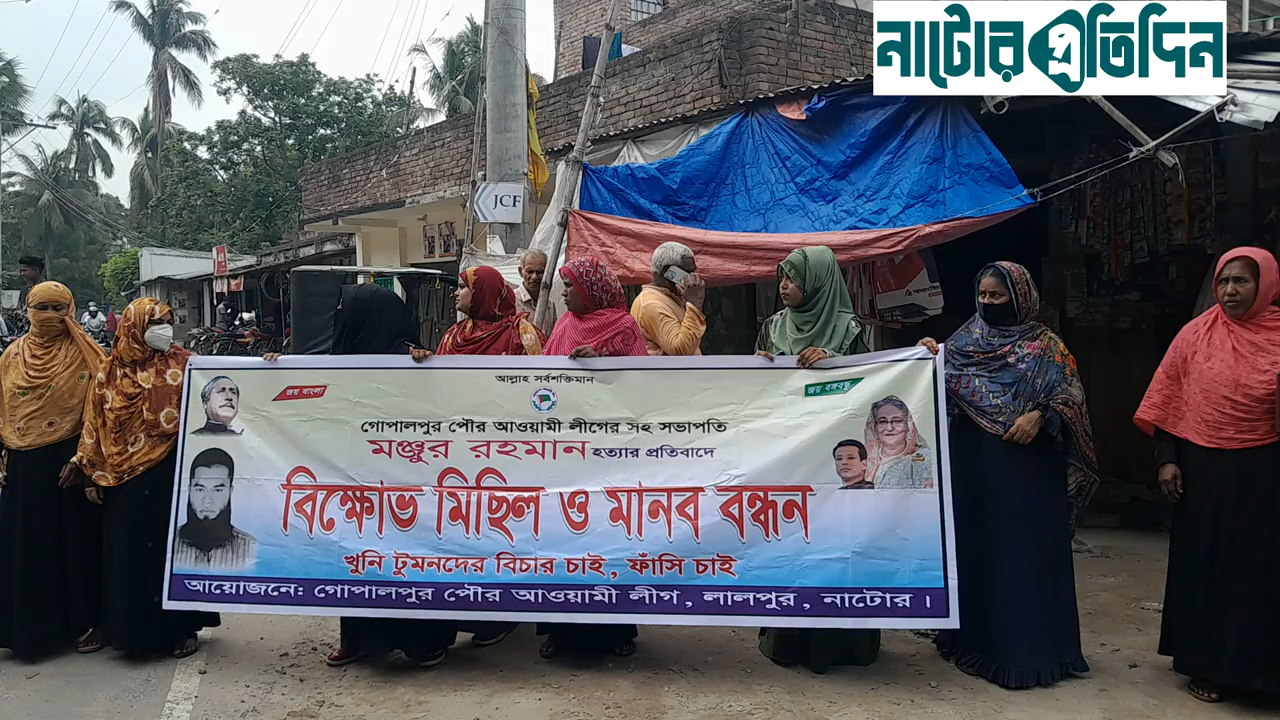 নাটোর প্রতিদিন
JCF
আল্লাহ সর্বশক্তিমান
জয় বাংলা
জয় বঙ্গবন্ধু
গোপালপুর পৌর আওয়ামী লীগের সহ সভাপতি
মঞ্জুর রহমান হত্যার প্রতিবাদে
বিক্ষোভ মিছিল ও মানব বন্ধন
খুনি টুমনদের বিচার চাই, ফাঁসি চাই
আয়োজনে: গোপালপুর পৌর আওয়ামী লীগ, লালপুর, নাটোর।